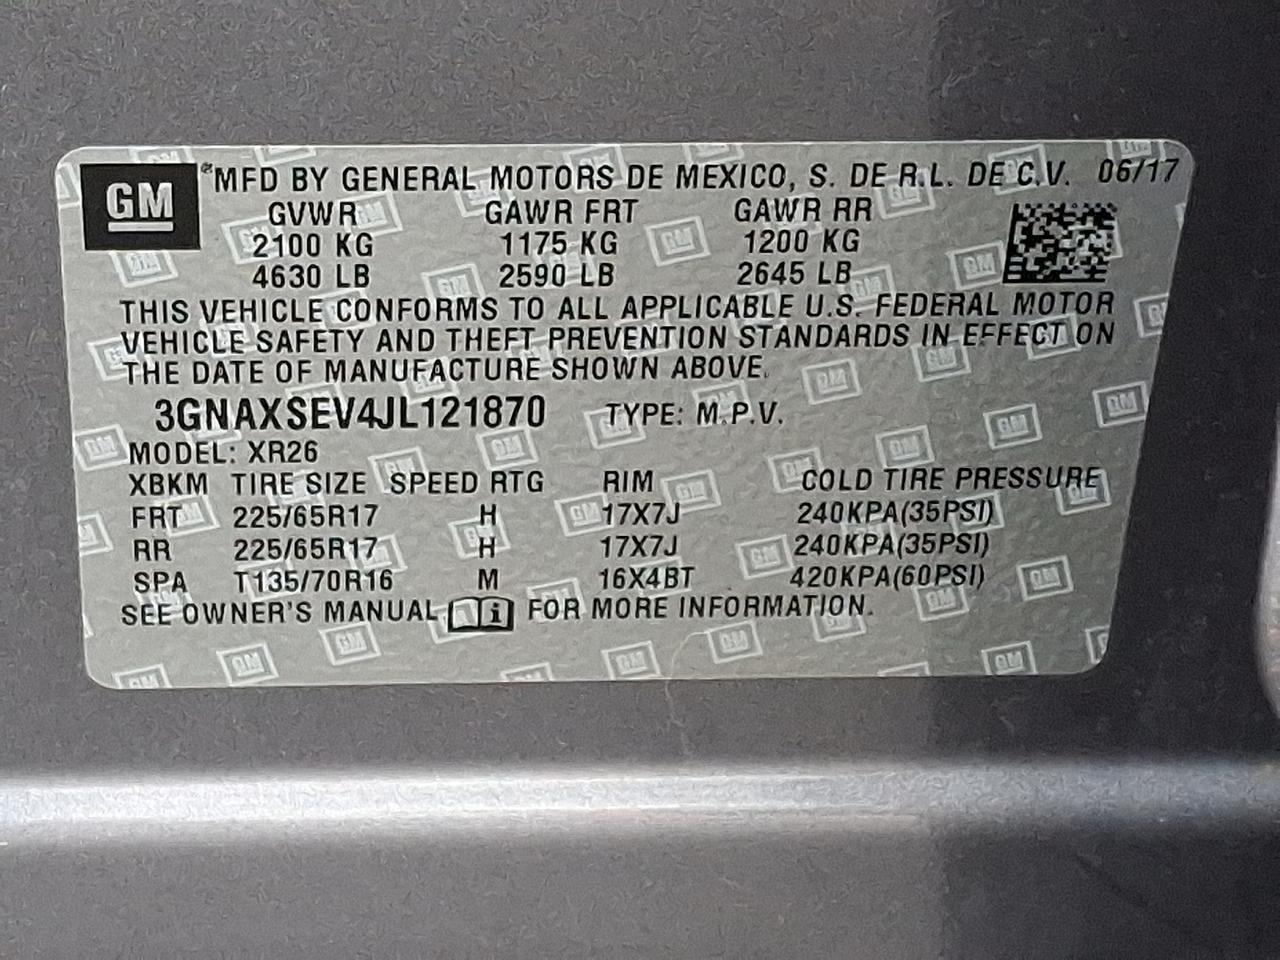 GM MFD BY GENERAL MOTORS DE MEXICO, S. DE R.L. DE C.V. 06/17
GVWR GAWR FRT GAWR RR
2100 KG 1175 KG 1200 KG
4630 LB 2590 LB 2645 LB
THIS VEHICLE CONFORMS TO ALL APPLICABLE U.S. FEDERAL MOTOR
VEHICLE SAFETY AND THEFT PREVENTION STANDARDS IN EFFECT ON
THE DATE OF MANUFACTURE SHOWN ABOVE.
3GNAXSEV4JL121870 TYPE: M.P.V.
MODEL: XR26
XBKM TIRE SIZE SPEED RTG RIM COLD TIRE PRESSURE
FRT 225/65R17 H 17X7J 240KPA(35PSI)
RR 225/65R17 H 17X7J 240KPA(35PSI)
SPA T135/70R16 M 16X4BT 420KPA(60PSI)
SEE OWNER'S MANUAL i FOR MORE INFORMATION.